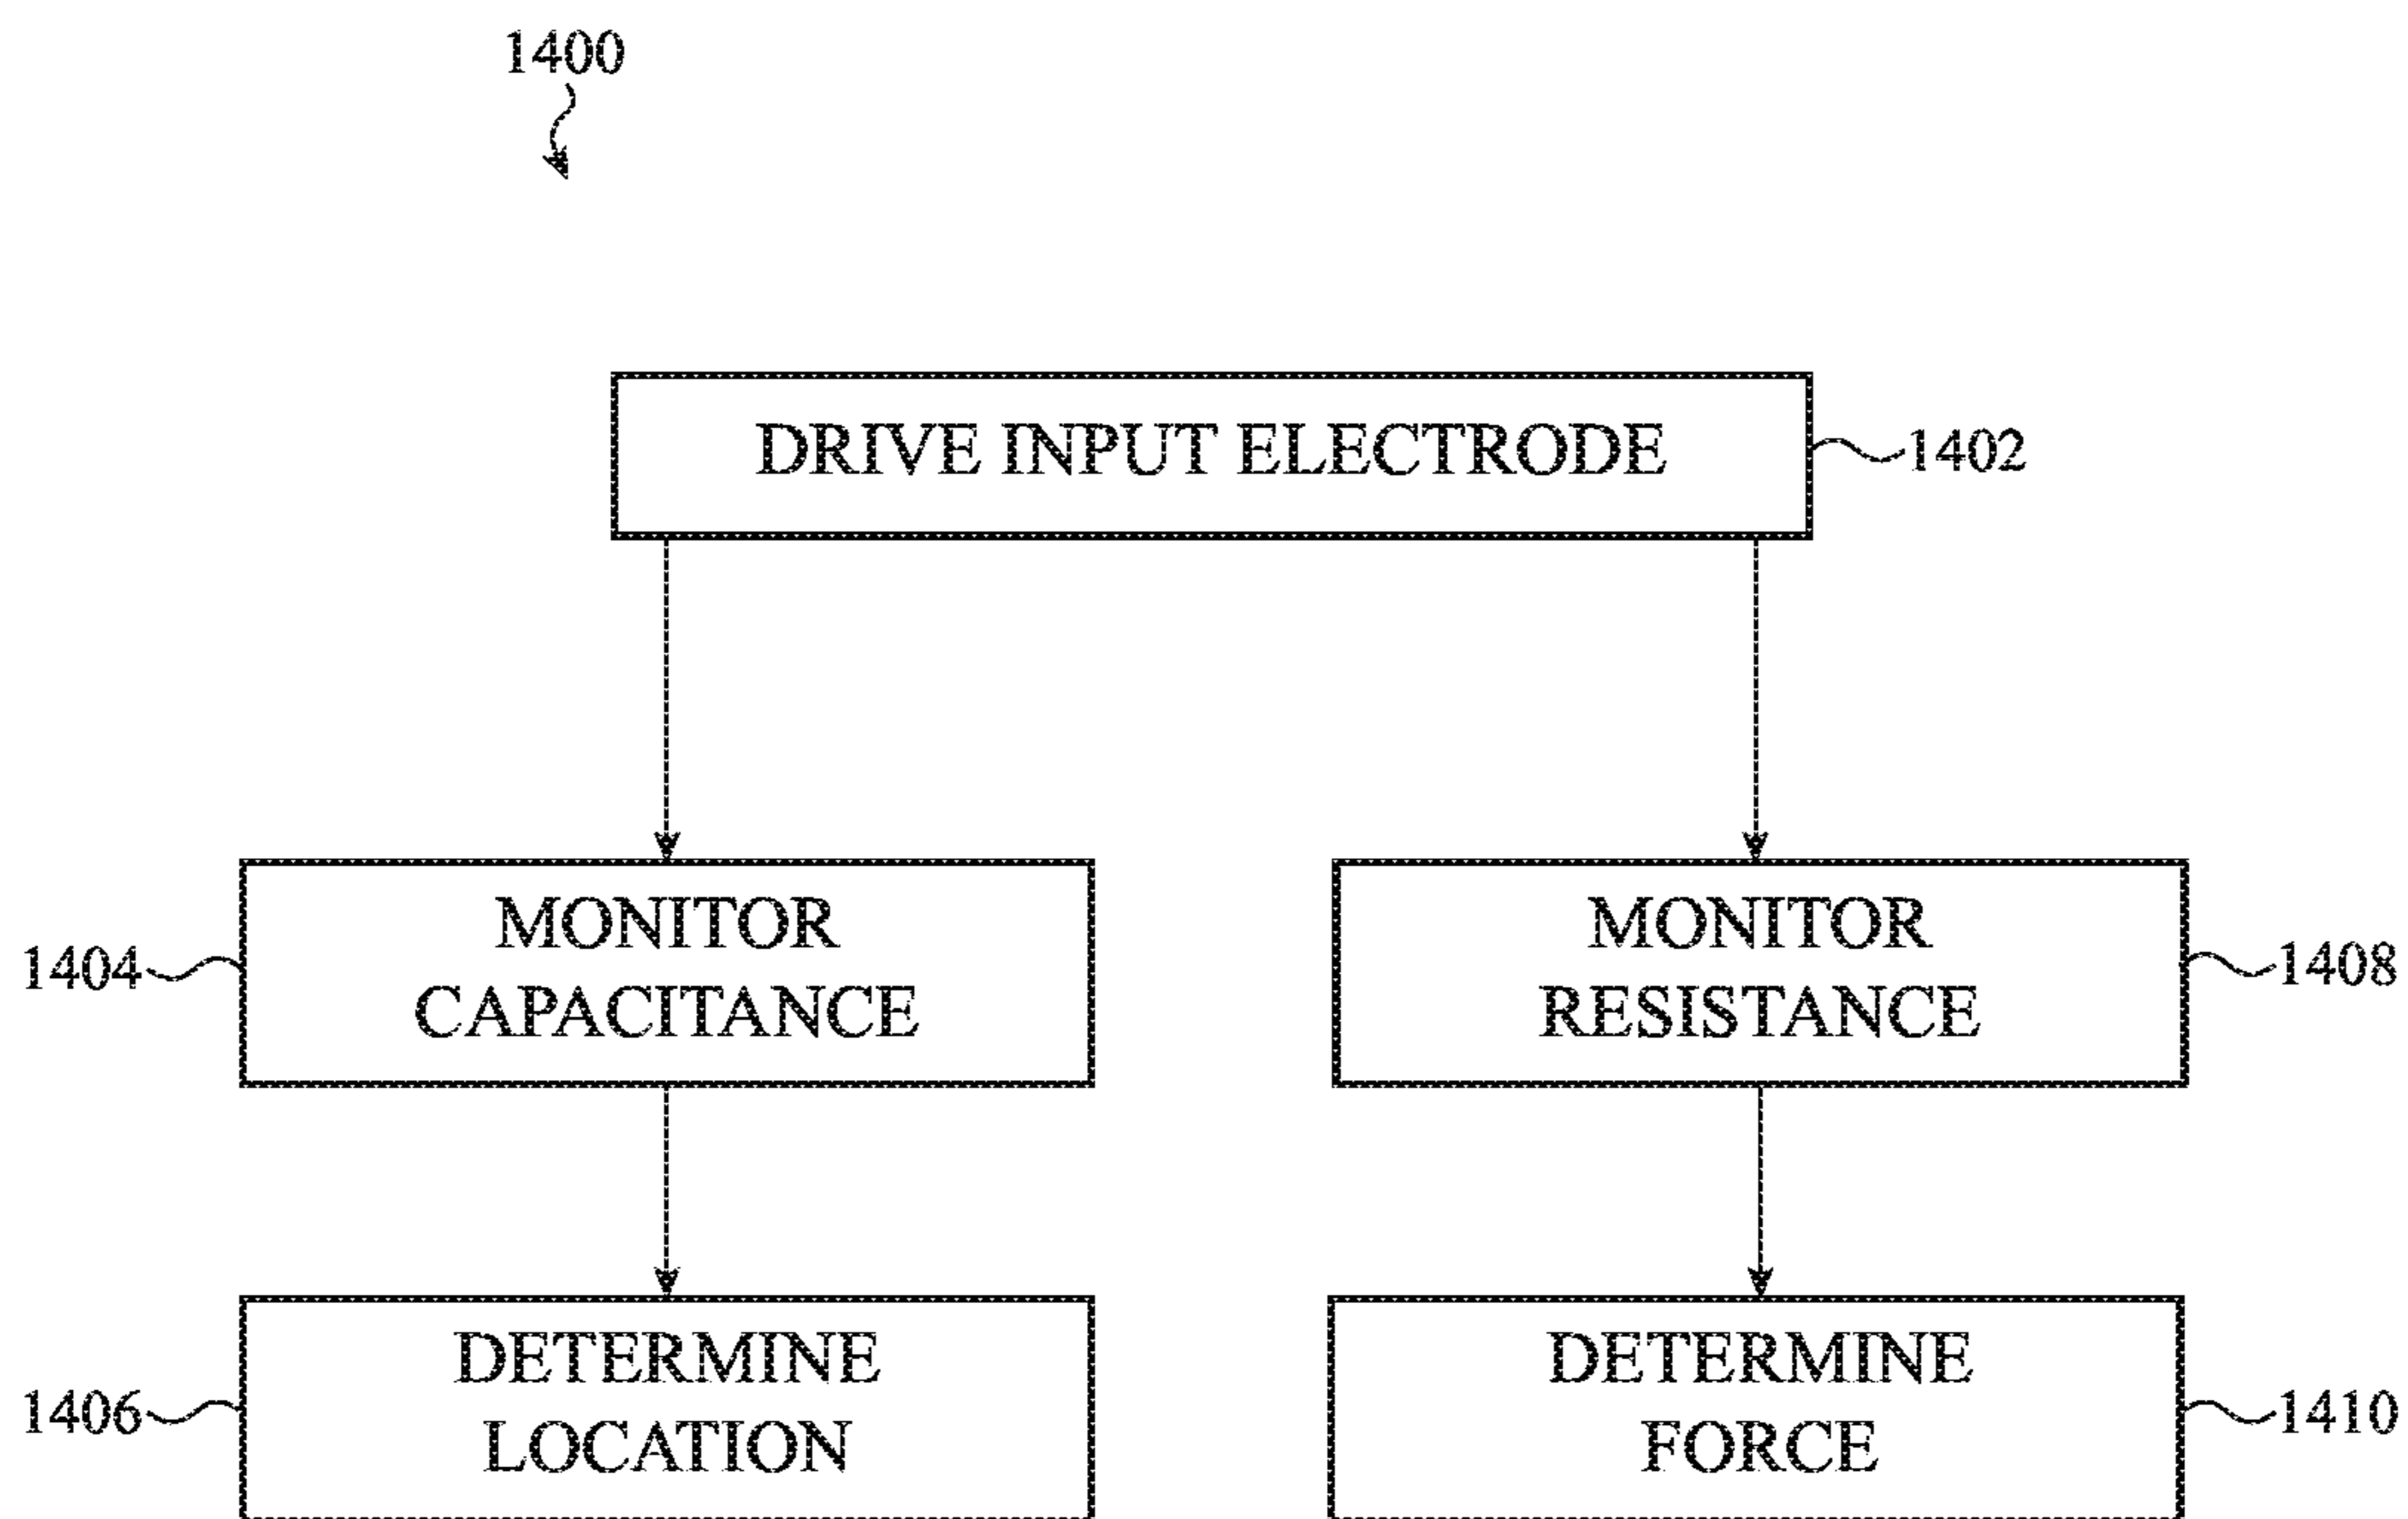 1400
DRIVE INPUT ELECTRODE
1402
1404
MONITOR
CAPACITANCE
MONITOR
RESISTANCE
1408
1406
DETERMINE
LOCATION
DETERMINE
FORCE
1410